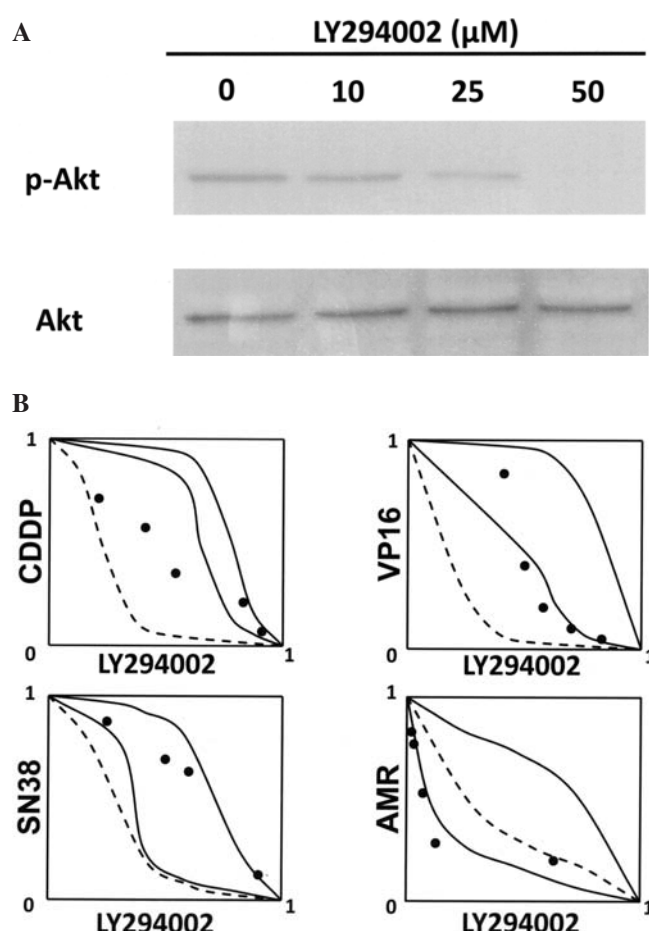 A
LY294002 (µM)
0 10 25 50
p-Akt
Akt
B
1 1
CDDP VP16
0 LY294002 1 0 LY294002 1
1 1
SN38 AMR
0 LY294002 1 0 LY294002 1